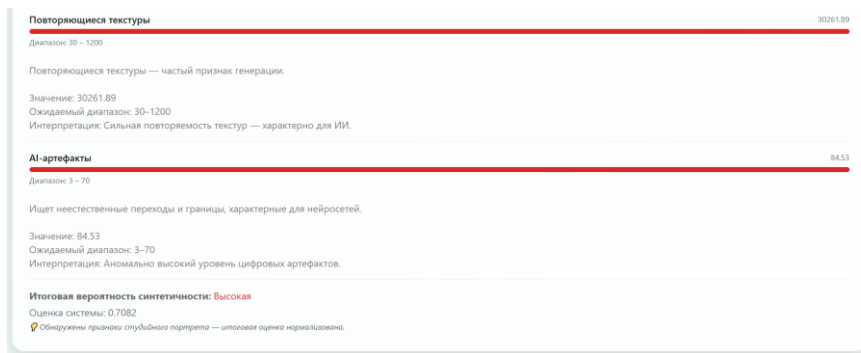 Повторяющиеся текстуры 30261.89
Диапазон: 30 – 1200
Повторяющиеся текстуры — частый признак генерации.
Значение: 30261.89
Ожидаемый диапазон: 30–1200
Интерпретация: Сильная повторяемость текстур — характерно для ИИ.
AI-артефакты 84.53
Диапазон: 3 – 70
Ищет неестественные переходы и границы, характерные для нейросетей.
Значение: 84.53
Ожидаемый диапазон: 3–70
Интерпретация: Аномально высокий уровень цифровых артефактов.
Итоговая вероятность синтетичности: Высокая
Оценка системы: 0.7082
Обнаружены признаки студийного портрета — итоговая оценка нормализована.